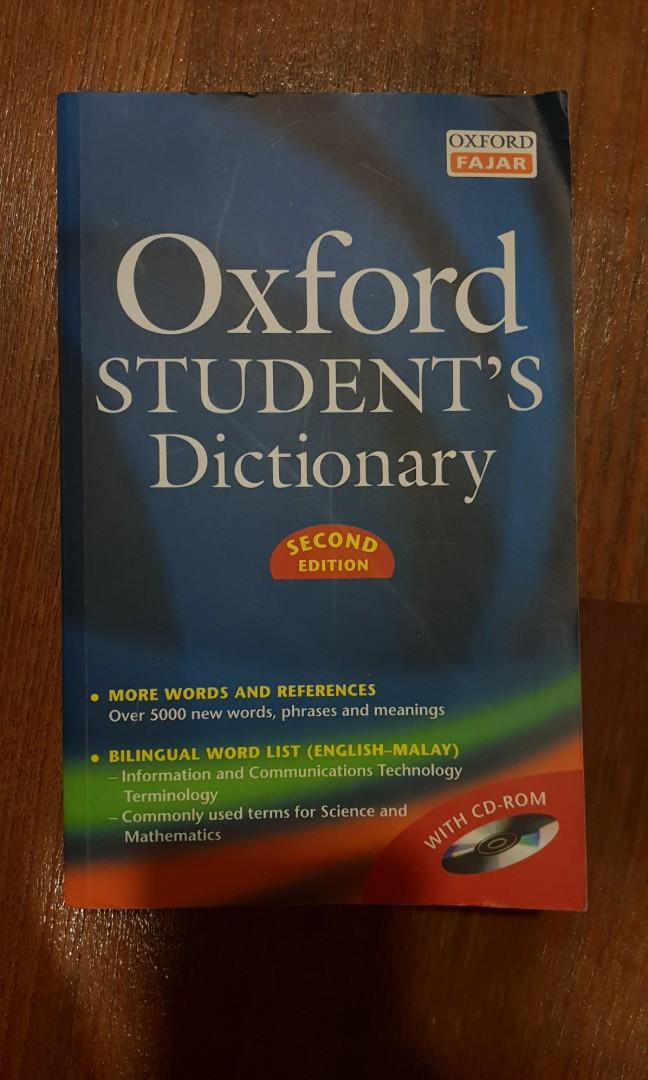 OXFORD
FAJAR
Oxford
STUDENT'S
Dictionary
SECOND
EDITION
• MORE WORDS AND REFERENCES
Over 5000 new words, phrases and meanings
• BILINGUAL WORD LIST (ENGLISH–MALAY)
– Information and Communications Technology
Terminology
– Commonly used terms for Science and
Mathematics
WITH CD-ROM